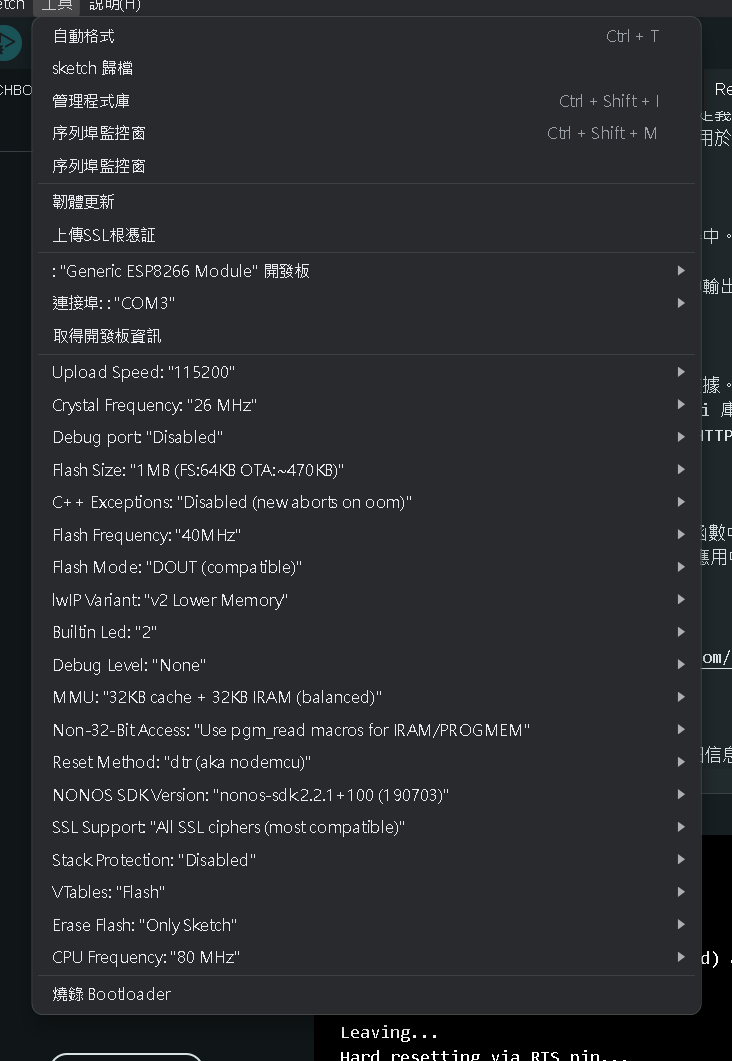 etch 工具 說明(H)
自動格式 Ctrl + T
sketch 歸檔
管理程式庫 Ctrl + Shift + I
序列埠監控窗 Ctrl + Shift + M
序列埠監控窗
韌體更新
上傳SSL根憑証
: "Generic ESP8266 Module" 開發板
連接埠: : "COM3"
取得開發板資訊
Upload Speed: "115200"
Crystal Frequency: "26 MHz"
Debug port: "Disabled"
Flash Size: "1MB (FS:64KB OTA:~470KB)"
C++ Exceptions: "Disabled (new aborts on oom)"
Flash Frequency: "40MHz"
Flash Mode: "DOUT (compatible)"
lwIP Variant: "v2 Lower Memory"
Builtin Led: "2"
Debug Level: "None"
MMU: "32KB cache + 32KB IRAM (balanced)"
Non-32-Bit Access: "Use pgm_read macros for IRAM/PROGMEM"
Reset Method: "dtr (aka nodemcu)"
NONOS SDK Version: "nonos-sdk 2.2.1+100 (190703)"
SSL Support: "All SSL ciphers (most compatible)"
Stack Protection: "Disabled"
VTables: "Flash"
Erase Flash: "Only Sketch"
CPU Frequency: "80 MHz"
燒錄 Bootloader
CHBO
Re
用於
中。
輸出
據。
i 庫
HTTP
函數中
應用中
om/
信息
d)
Leaving...
Hard resetting via RTS pin...